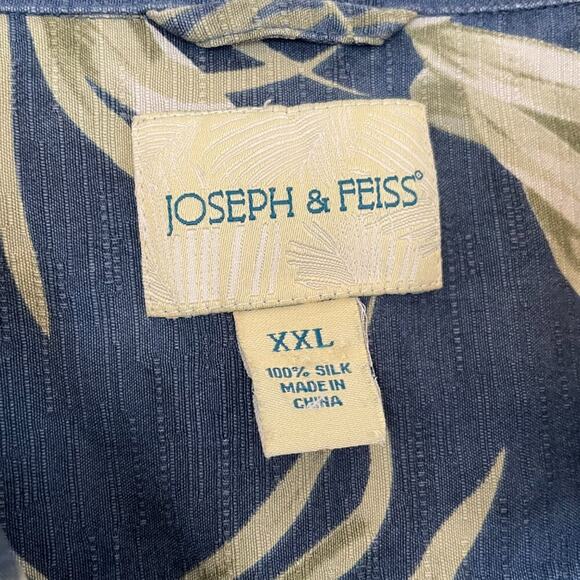 JOSEPH & FEISS®
XXL
100% SILK
MADE IN
CHINA